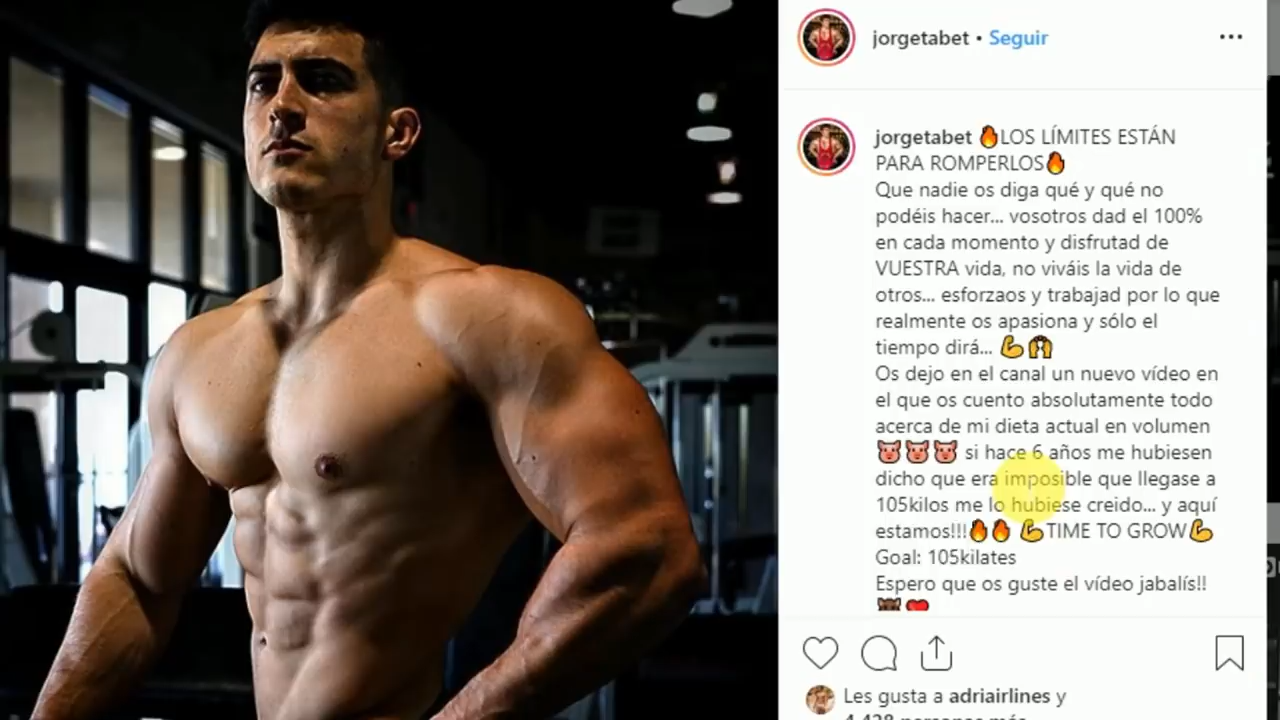 jorgetabet • Seguir
jorgetabet 🔥LOS LÍMITES ESTÁN
PARA ROMPERLOS🔥
Que nadie os diga qué y qué no
podéis hacer... vosotros dad el 100%
en cada momento y disfrutad de
VUESTRA vida, no viváis la vida de
otros... esforzaos y trabajad por lo que
realmente os apasiona y sólo el
tiempo dirá... 💪🙌
Os dejo en el canal un nuevo vídeo en
el que os cuento absolutamente todo
acerca de mi dieta actual en volumen
🐷🐷🐷 si hace 6 años me hubiesen
dicho que era imposible que llegase a
105kilos me lo hubiese creido... y aquí
estamos!!!🔥🔥 💪TIME TO GROW💪
Goal: 105kilates
Espero que os guste el vídeo jabalís!!
🐗❤️
Les gusta a adriairlines y
4.428 personas más